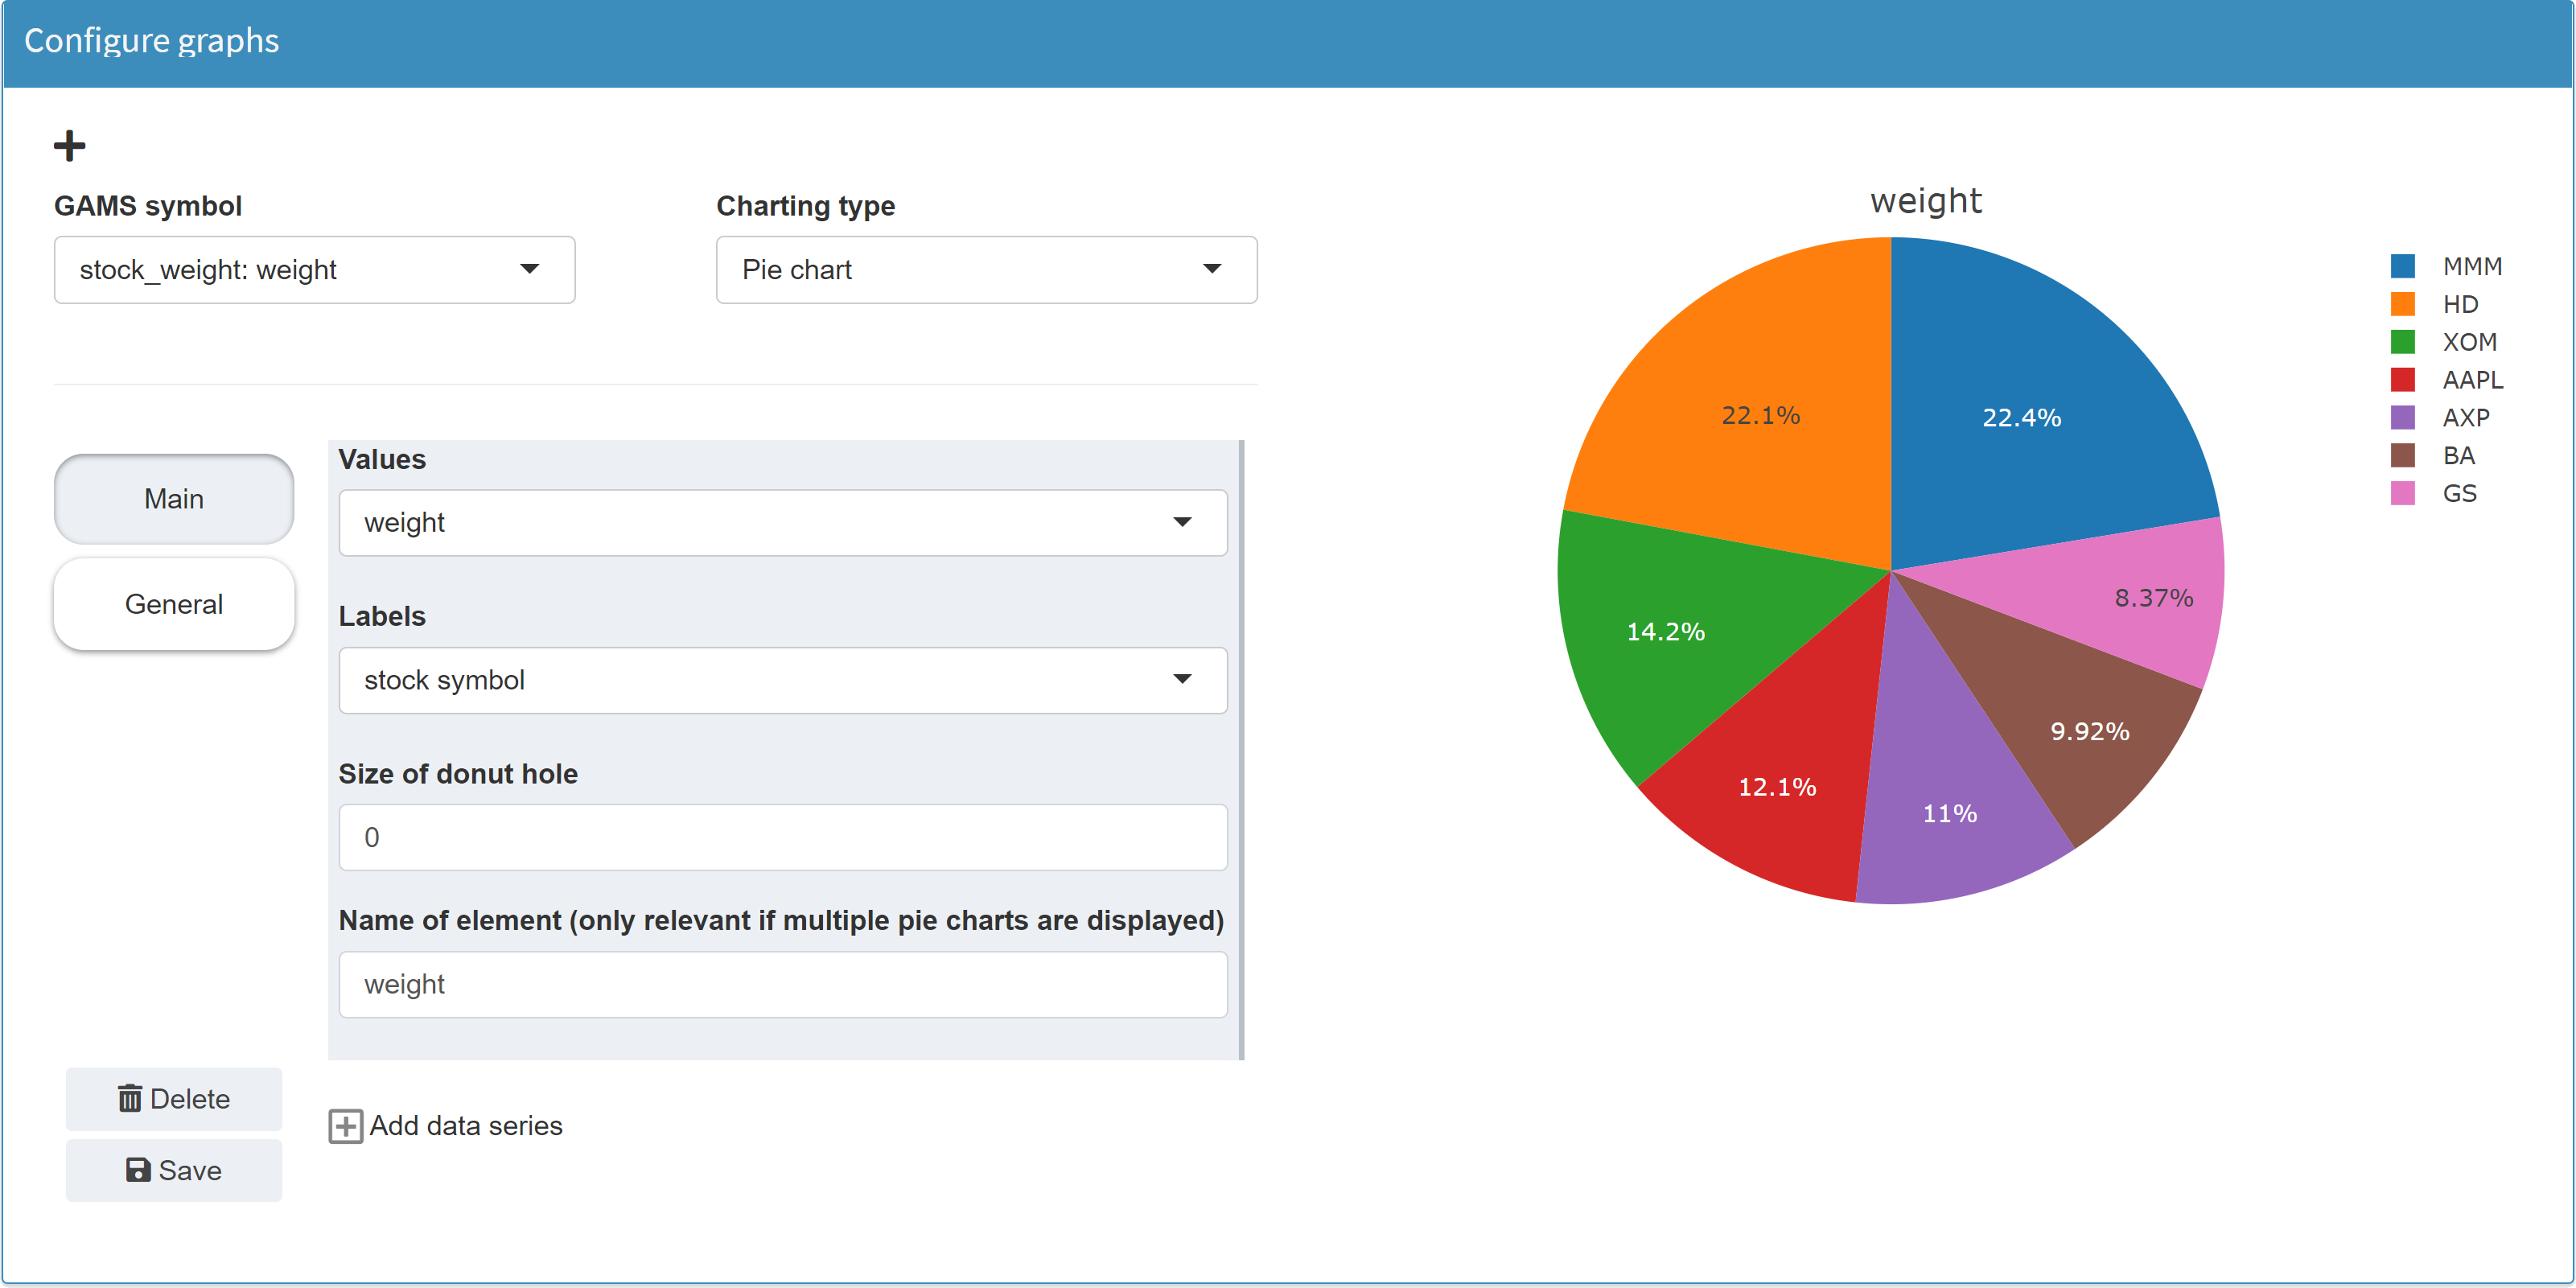 Configure graphs
GAMS symbol
stock_weight: weight
Charting type
Pie chart
Main
General
Values
weight
Labels
stock symbol
Size of donut hole
0
Name of element (only relevant if multiple pie charts are displayed)
weight
Delete
Save
Add data series
weight
22.1%
22.4%
14.2%
8.37%
12.1%
11%
9.92%
MMM
HD
XOM
AAPL
AXP
BA
GS